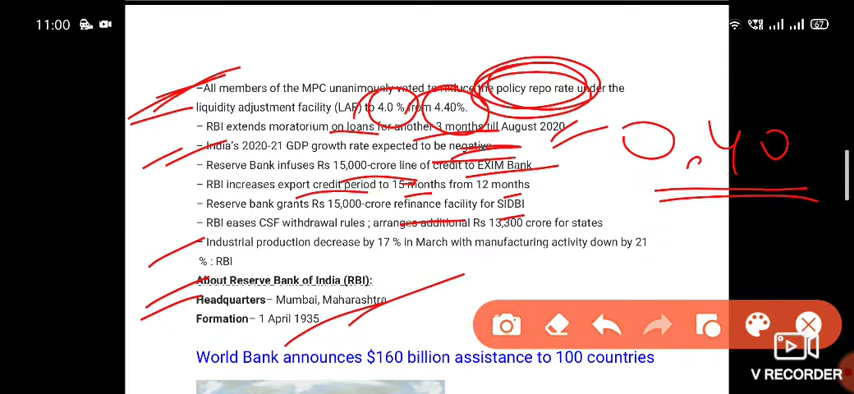 11:00
67
–All members of the MPC unanimously voted to reduce the policy repo rate under the
liquidity adjustment facility (LAF) to 4.0 % from 4.40%.
– RBI extends moratorium on loans for another 3 months till August 2020
– India's 2020-21 GDP growth rate expected to be negative
– Reserve Bank infuses Rs 15,000-crore line of credit to EXIM Bank
– RBI increases export credit period to 15 months from 12 months
– Reserve bank grants Rs 15,000-crore refinance facility for SIDBI
– RBI eases CSF withdrawal rules ; arranges additional Rs 13,300 crore for states
– Industrial production decrease by 17 % in March with manufacturing activity down by 21
% : RBI
About Reserve Bank of India (RBI):
Headquarters– Mumbai, Maharashtra
Formation– 1 April 1935
World Bank announces $160 billion assistance to 100 countries
0.40
V RECORDER